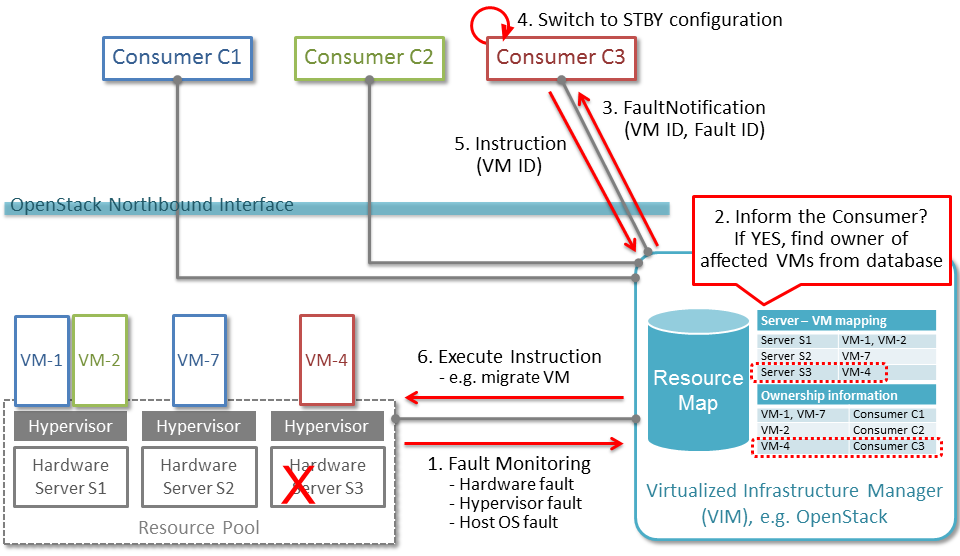 4. Switch to STBY configuration
Consumer C1
Consumer C2
Consumer C3
3. FaultNotification
(VM ID, Fault ID)
5. Instruction
(VM ID)
OpenStack Northbound Interface
2. Inform the Consumer?
If YES, find owner of
affected VMs from database
VM-1
VM-2
VM-7
VM-4
6. Execute Instruction
- e.g. migrate VM
Resource
Map
Server – VM mapping
Server S1 VM-1, VM-2
Server S2 VM-7
Server S3 VM-4
Ownership information
VM-1, VM-7 Consumer C1
VM-2 Consumer C2
VM-4 Consumer C3
Hypervisor
Hypervisor
Hypervisor
Hardware
Server S1
Hardware
Server S2
Hardware
Server S3
X
Resource Pool
1. Fault Monitoring
- Hardware fault
- Hypervisor fault
- Host OS fault
Virtualized Infrastructure Manager
(VIM), e.g. OpenStack